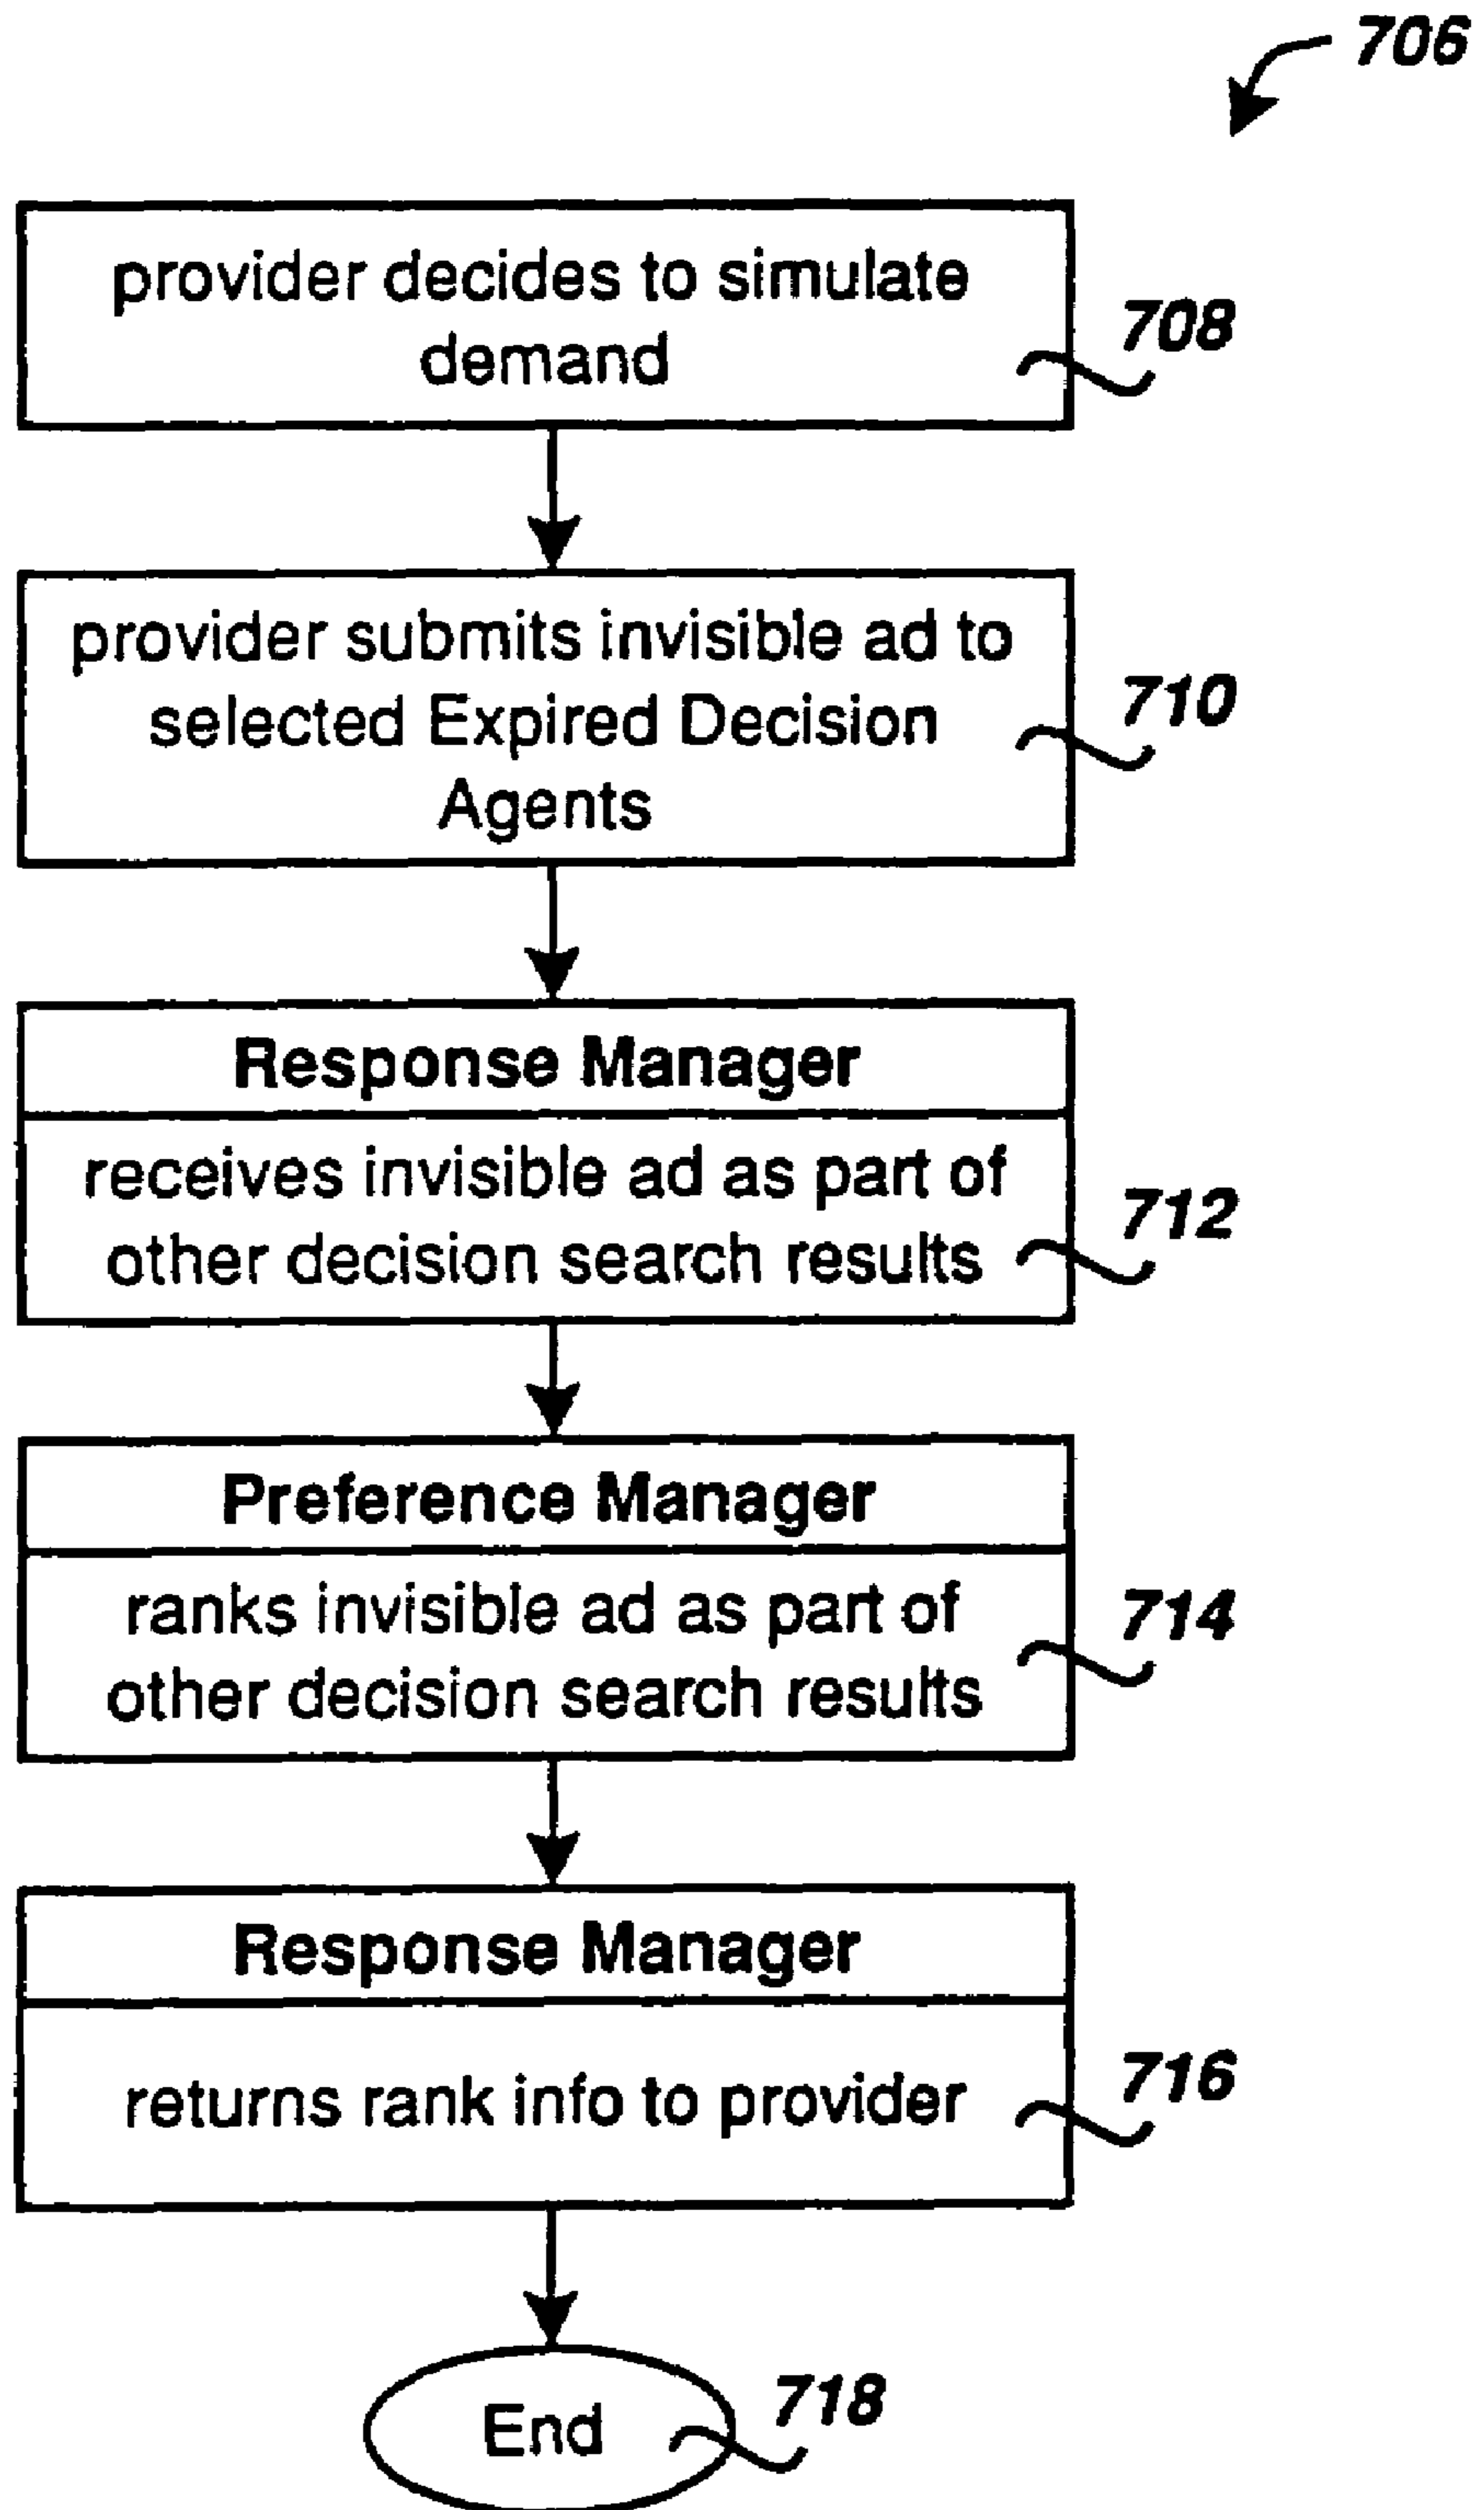 706
provider decides to simulate
demand
708
provider submits invisible ad to
selected Expired Decision
Agents
710
Response Manager
receives invisible ad as part of
other decision search results
712
Preference Manager
ranks invisible ad as part of
other decision search results
714
Response Manager
returns rank info to provider
716
End
718